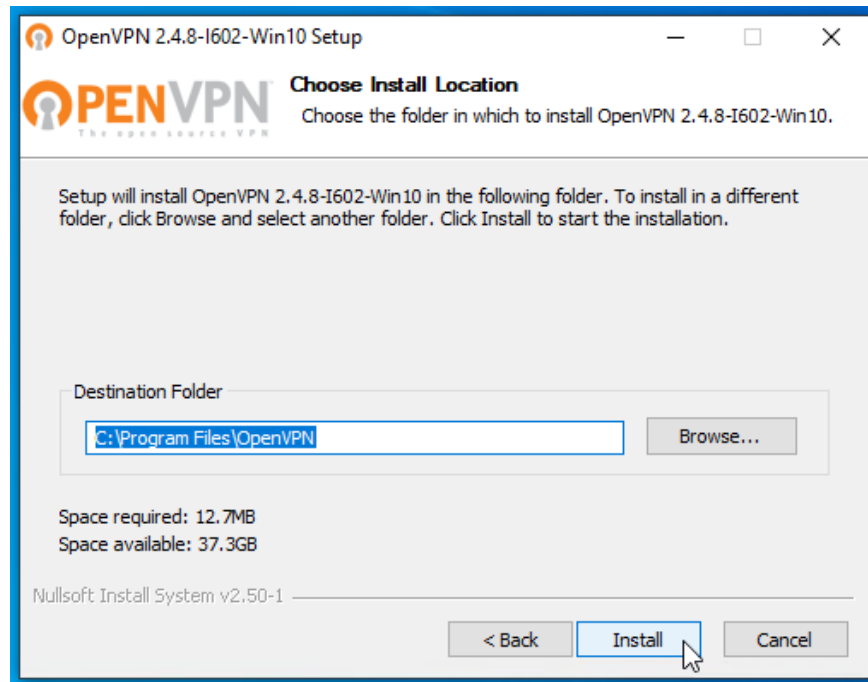 OpenVPN 2.4.8-I602-Win10 Setup
OPENVPN
The open source VPN
Choose Install Location
Choose the folder in which to install OpenVPN 2.4.8-I602-Win10.
Setup will install OpenVPN 2.4.8-I602-Win10 in the following folder. To install in a different
folder, click Browse and select another folder. Click Install to start the installation.
Destination Folder
C:\Program Files\OpenVPN
Browse...
Space required: 12.7MB
Space available: 37.3GB
Nullsoft Install System v2.50-1
< Back
Install
Cancel